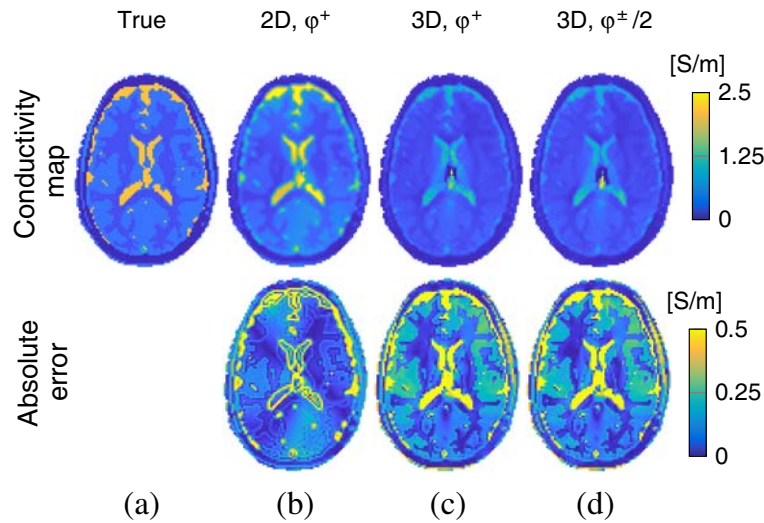 True
2D, φ⁺
3D, φ⁺
3D, φ±/2
Conductivity
map
[S/m]
2.5
1.25
0
Absolute
error
[S/m]
0.5
0.25
0
(a)
(b)
(c)
(d)